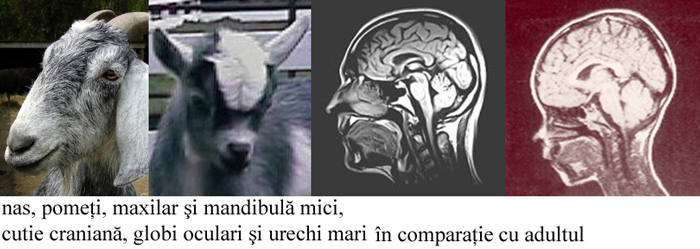 nas, pomeți, maxilar şi mandibulă mici,
cutie craniană, globi oculari şi urechi mari în comparație cu adultul